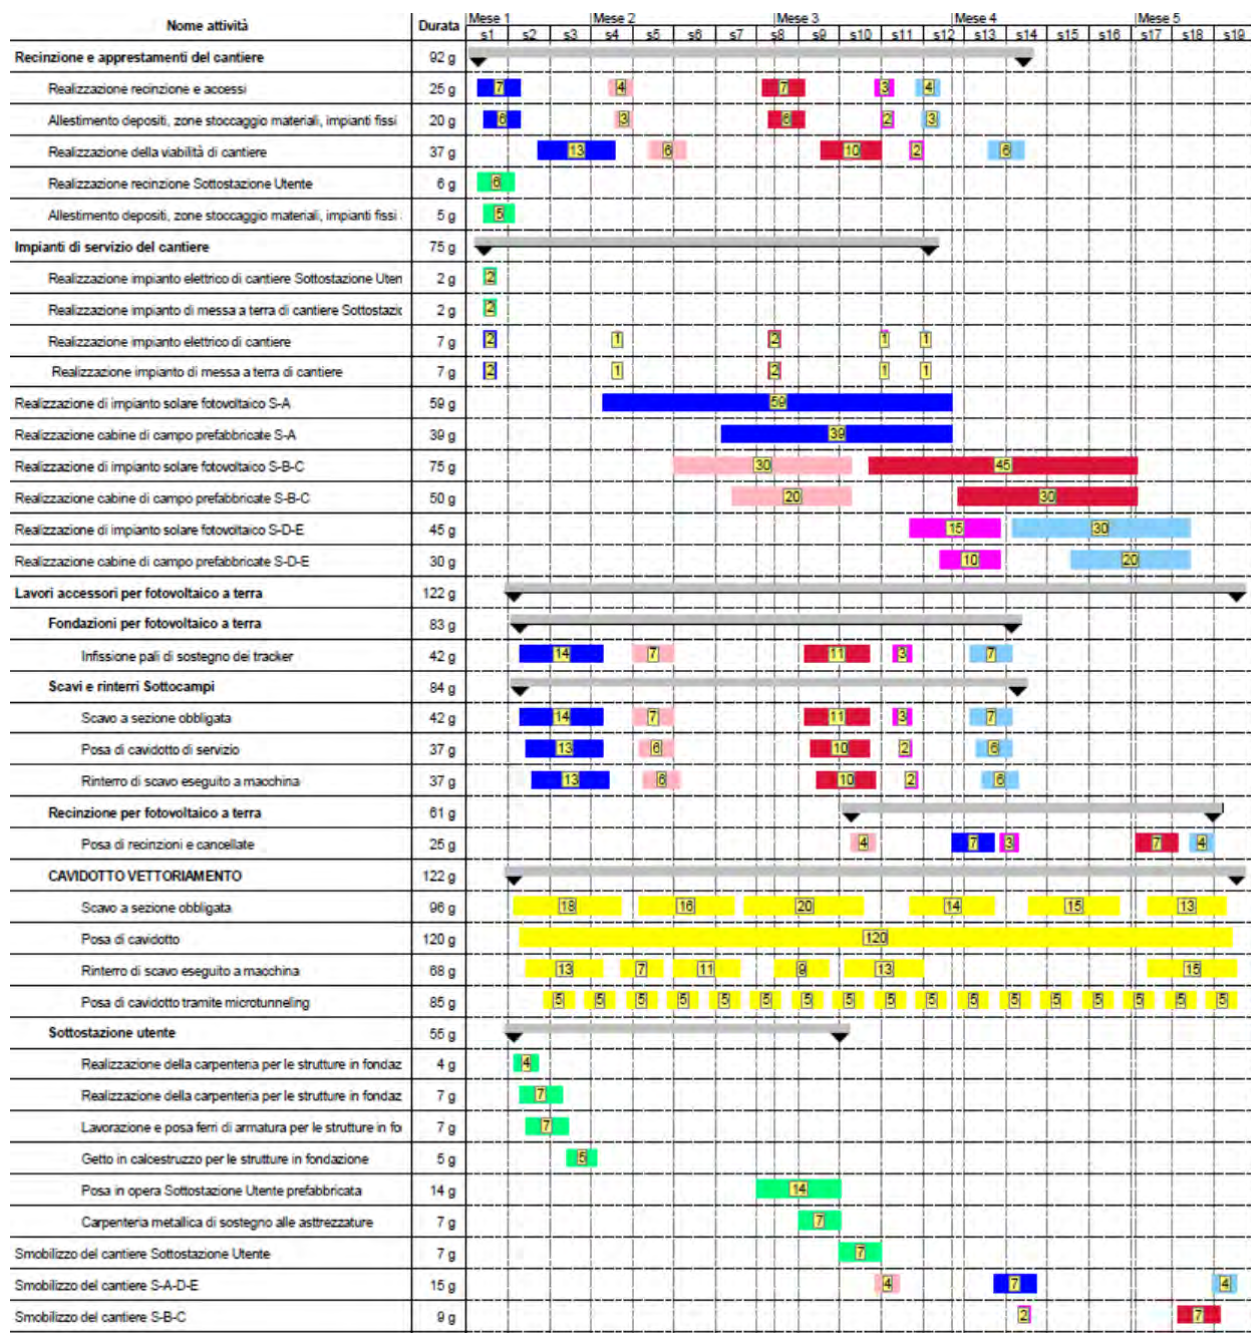 Nome attività Durata Mese 1 Mese 2 Mese 3 Mese 4 Mese 5
s1 s2 s3 s4 s5 s6 s7 s8 s9 s10 s11 s12 s13 s14 s15 s16 s17 s18 s19
Recinzione e apprestamenti del cantiere 92 g
Realizzazione recinzione e accessi 25 g 7 4 7 3 4
Allestimento depositi, zone stoccaggio materiali, impianti fissi 20 g 6 3 6 2 3
Realizzazione della viabilità di cantiere 37 g 13 6 10 2 6
Realizzazione recinzione Sottostazione Utente 6 g 6
Allestimento depositi, zone stoccaggio materiali, impianti fissi 5 g 5
Impianti di servizio del cantiere 75 g
Realizzazione impianto elettrico di cantiere Sottostazione Uten 2 g 2
Realizzazione impianto di messa a terra di cantiere Sottostazic 2 g 2
Realizzazione impianto elettrico di cantiere 7 g 2 1 2 1 1
Realizzazione impianto di messa a terra di cantiere 7 g 2 1 2 1 1
Realizzazione di impianto solare fotovoltaico S-A 59 g 59
Realizzazione cabine di campo prefabbricate S-A 39 g 39
Realizzazione di impianto solare fotovoltaico S-B-C 75 g 30 45
Realizzazione cabine di campo prefabbricate S-B-C 50 g 20 30
Realizzazione di impianto solare fotovoltaico S-D-E 45 g 15 30
Realizzazione cabine di campo prefabbricate S-D-E 30 g 10 20
Lavori accessori per fotovoltaico a terra 122 g
Fondazioni per fotovoltaico a terra 83 g
Infissione pali di sostegno dei tracker 42 g 14 7 11 3 7
Scavi e rinterri Sottocampi 84 g
Scavo a sezione obbligata 42 g 14 7 11 3 7
Posa di cavidotto di servizio 37 g 13 6 10 2 6
Rinterro di scavo eseguito a macchina 37 g 13 6 10 2 6
Recinzione per fotovoltaico a terra 61 g
Posa di recinzioni e cancellate 25 g 4 7 3 7 4
CAVIDOTTO VETTORIAMENTO 122 g
Scavo a sezione obbligata 96 g 18 16 20 14 15 13
Posa di cavidotto 120 g 120
Rinterro di scavo eseguito a macchina 68 g 13 7 11 9 13 15
Posa di cavidotto tramite microtunneling 85 g 5 5 5 5 5 5 5 5 5 5 5 5 5 5 5 5 5
Sottostazione utente 55 g
Realizzazione della carpenteria per le strutture in fondaz 4 g 4
Realizzazione della carpenteria per le strutture in fondaz 7 g 7
Lavorazione e posa ferri di armatura per le strutture in fo 7 g 7
Getto in calcestruzzo per le strutture in fondazione 5 g 5
Posa in opera Sottostazione Utente prefabbricata 14 g 14
Carpenteria metallica di sostegno alle asttrezzature 7 g 7
Smobilizzo del cantiere Sottostazione Utente 7 g 7
Smobilizzo del cantiere S-A-D-E 15 g 4 7 4
Smobilizzo del cantiere S-B-C 9 g 2 7